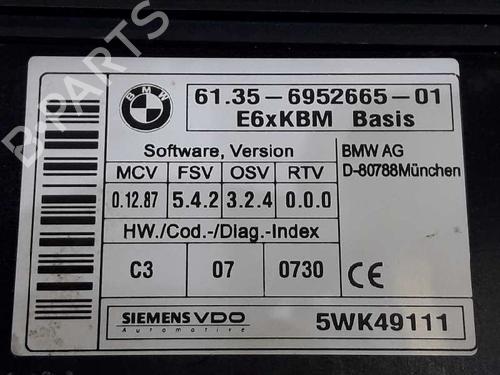 BMW
61.35-6952665-01
E6xKBM Basis
Software, Version
MCV FSV OSV RTV
0.12.87 5.4.2 3.2.4 0.0.0
BMW AG
D-80788München
HW./Cod.-/Diag.-Index
C3 07 0730
CE
SIEMENS VDO
Automotive
5WK49111
B-PARTS